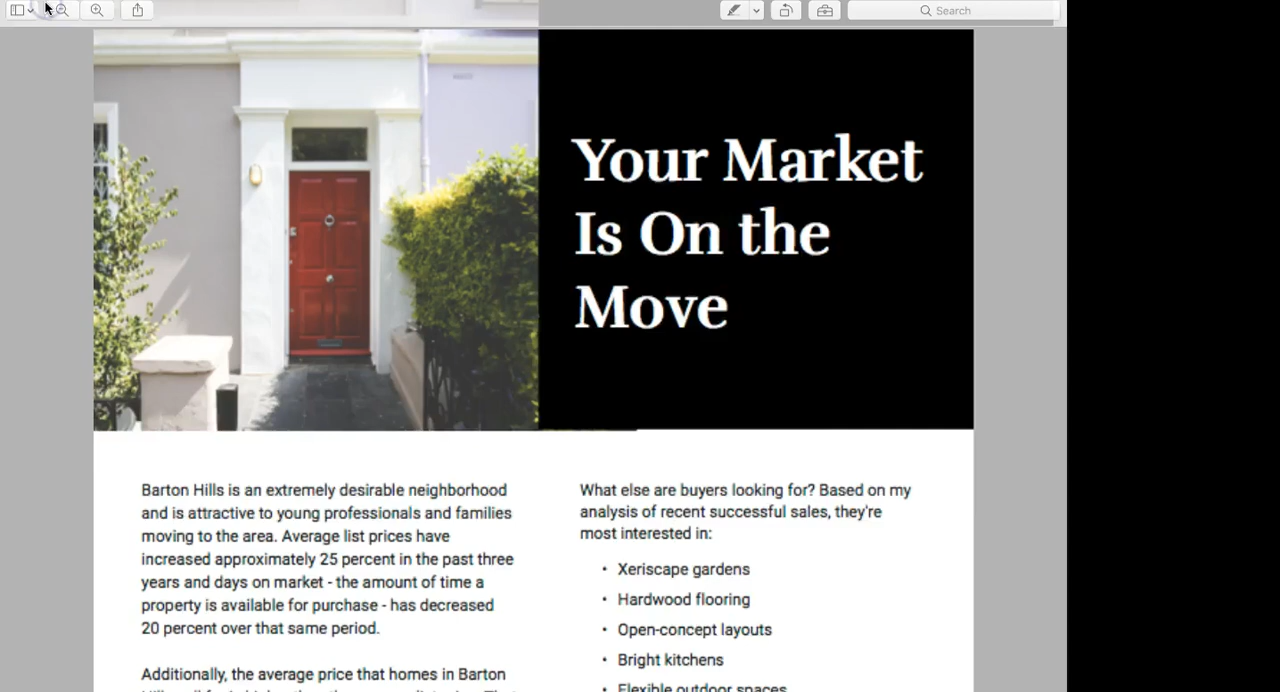 Search
Your Market
Is On the
Move
Barton Hills is an extremely desirable neighborhood
and is attractive to young professionals and families
moving to the area. Average list prices have
increased approximately 25 percent in the past three
years and days on market - the amount of time a
property is available for purchase - has decreased
20 percent over that same period.
Additionally, the average price that homes in Barton
What else are buyers looking for? Based on my
analysis of recent successful sales, they're
most interested in:
• Xeriscape gardens
• Hardwood flooring
• Open-concept layouts
• Bright kitchens
• Flexible outdoor spaces